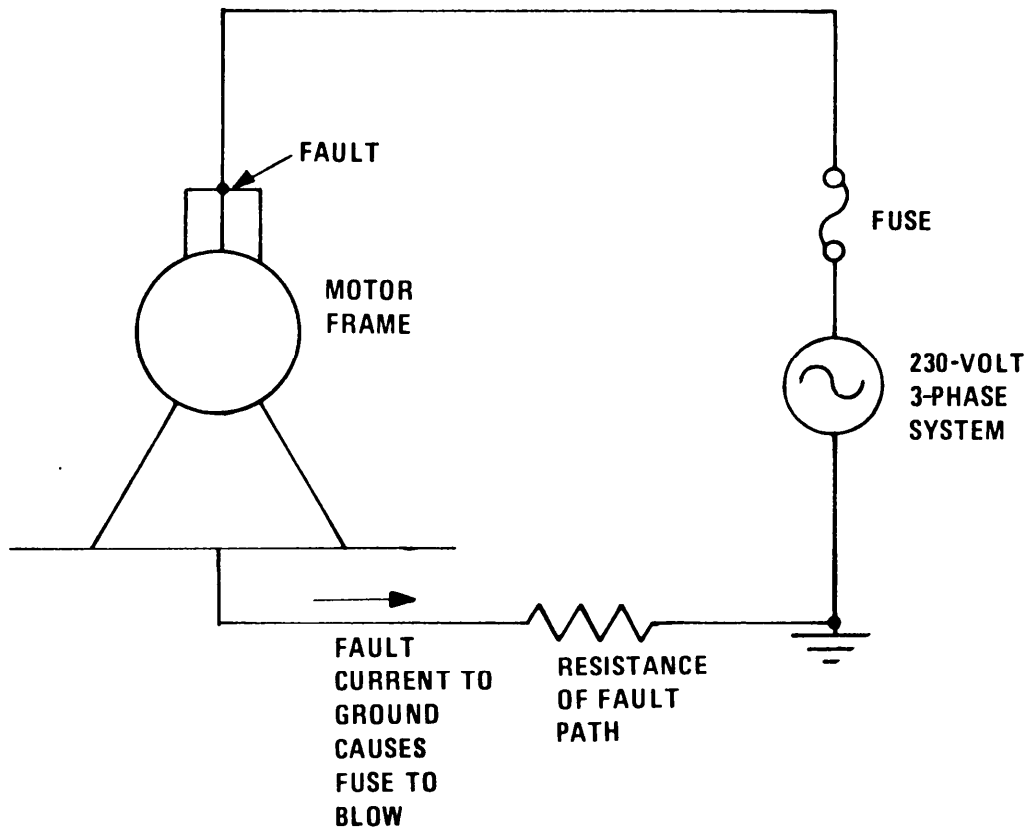 FAULT
FUSE
MOTOR
FRAME
230-VOLT
3-PHASE
SYSTEM
FAULT
CURRENT TO
GROUND
CAUSES
FUSE TO
BLOW
RESISTANCE
OF FAULT
PATH